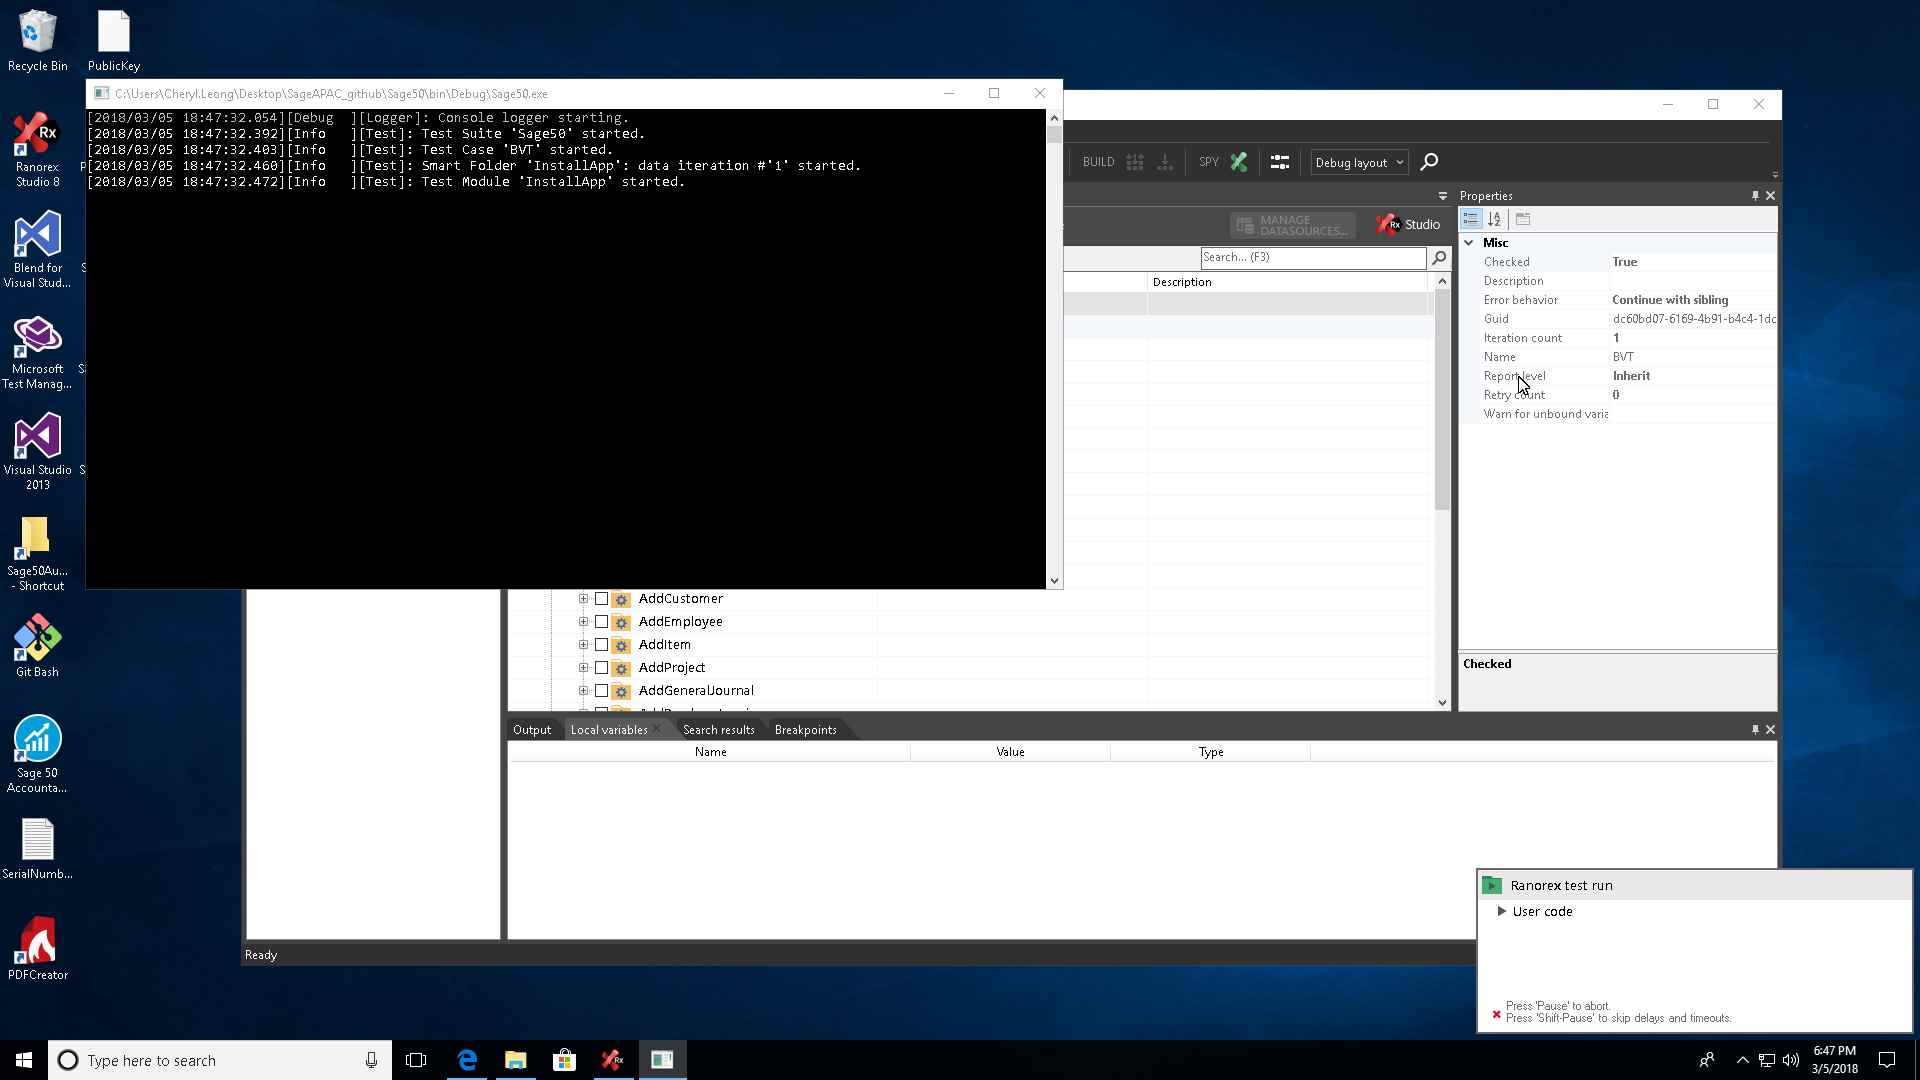 Recycle Bin
PublicKey
Ranorex
Studio 8
Blend for
Visual Stud...
Microsoft
Test Manag...
Visual Studio
2013
Sage50Au...
- Shortcut
Git Bash
Sage 50
Accounta...
SerialNumb...
PDFCreator
C:\Users\Cheryl.Leong\Desktop\SageAPAC_github\Sage50\bin\Debug\Sage50.exe
[2018/03/05 18:47:32.054][Debug  ][Logger]: Console logger starting.
[2018/03/05 18:47:32.392][Info   ][Test]: Test Suite 'Sage50' started.
[2018/03/05 18:47:32.403][Info   ][Test]: Test Case 'BVT' started.
[2018/03/05 18:47:32.460][Info   ][Test]: Smart Folder 'InstallApp': data iteration #'1' started.
[2018/03/05 18:47:32.472][Info   ][Test]: Test Module 'InstallApp' started.
BUILD
SPY
Debug layout
MANAGE
DATASOURCES...
Rx Studio
Search... (F3)
Description
Properties
Misc
Checked True
Description
Error behavior Continue with sibling
Guid dc60bd07-6169-4b91-b4c4-1dc
Iteration count 1
Name BVT
Report level Inherit
Retry count 0
Warn for unbound varia
Checked
AddCustomer
AddEmployee
AddItem
AddProject
AddGeneralJournal
Output Local variables Search results Breakpoints
Name Value Type
Ready
Ranorex test run
User code
Press 'Pause' to abort.
Press 'Shift-Pause' to skip delays and timeouts.
Type here to search
6:47 PM
3/5/2018